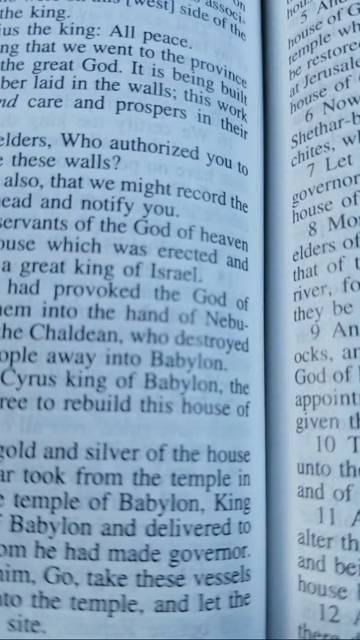 [west] side of the
the king.
ius the king: All peace.
ng that we went to the province
the great God. It is being built
ber laid in the walls; this work
nd care and prospers in their
elders, Who authorized you to
e these walls?
also, that we might record the
ead and notify you.
servants of the God of heaven
ouse which was erected and
a great king of Israel.
had provoked the God of
hem into the hand of Nebu-
the Chaldean, who destroyed
ople away into Babylon.
Cyrus king of Babylon, the
ree to rebuild this house of
gold and silver of the house
ar took from the temple in
e temple of Babylon, King
f Babylon and delivered to
om he had made governor.
him, Go, take these vessels
nto the temple, and let the
site.
5 And
house of G
temple wh
be restore
at Jerusale
house of
6 Now
Shethar-b
chites, wh
7 Let
governor
house of
8 Mo
elders of
that of t
river, fo
they be
9 An
ocks, an
God of
appoint
given th
10 T
unto the
and of
11 A
alter th
and bei
house
12